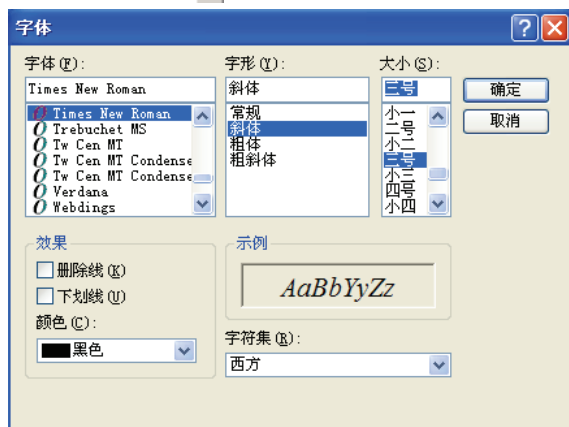 字体
字体(F):
Times New Roman
Times New Roman
Trebuchet MS
Tw Cen MT
Tw Cen MT Condense
Tw Cen MT Condense
Verdana
Webdings
字形(Y):
斜体
常规
斜体
粗体
粗斜体
大小(S):
三号
小一
二号
小二
三号
小三
四号
小四
确定
取消
效果
删除线(K)
下划线(U)
颜色(C):
黑色
示例
AaBbYyZz
字符集(R):
西方